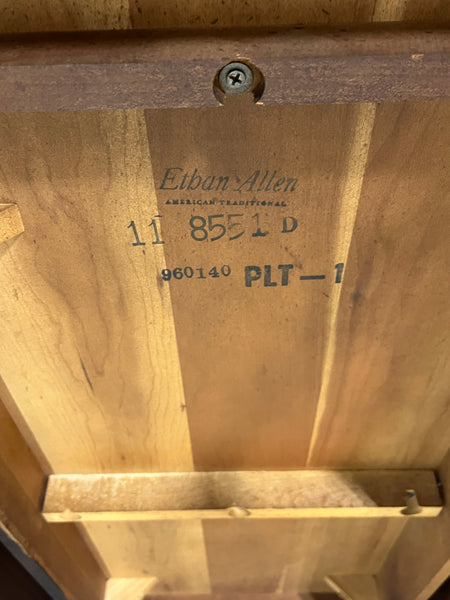 Ethan Allen
AMERICAN TRADITIONAL
11 8551 D
960140 PLT-1